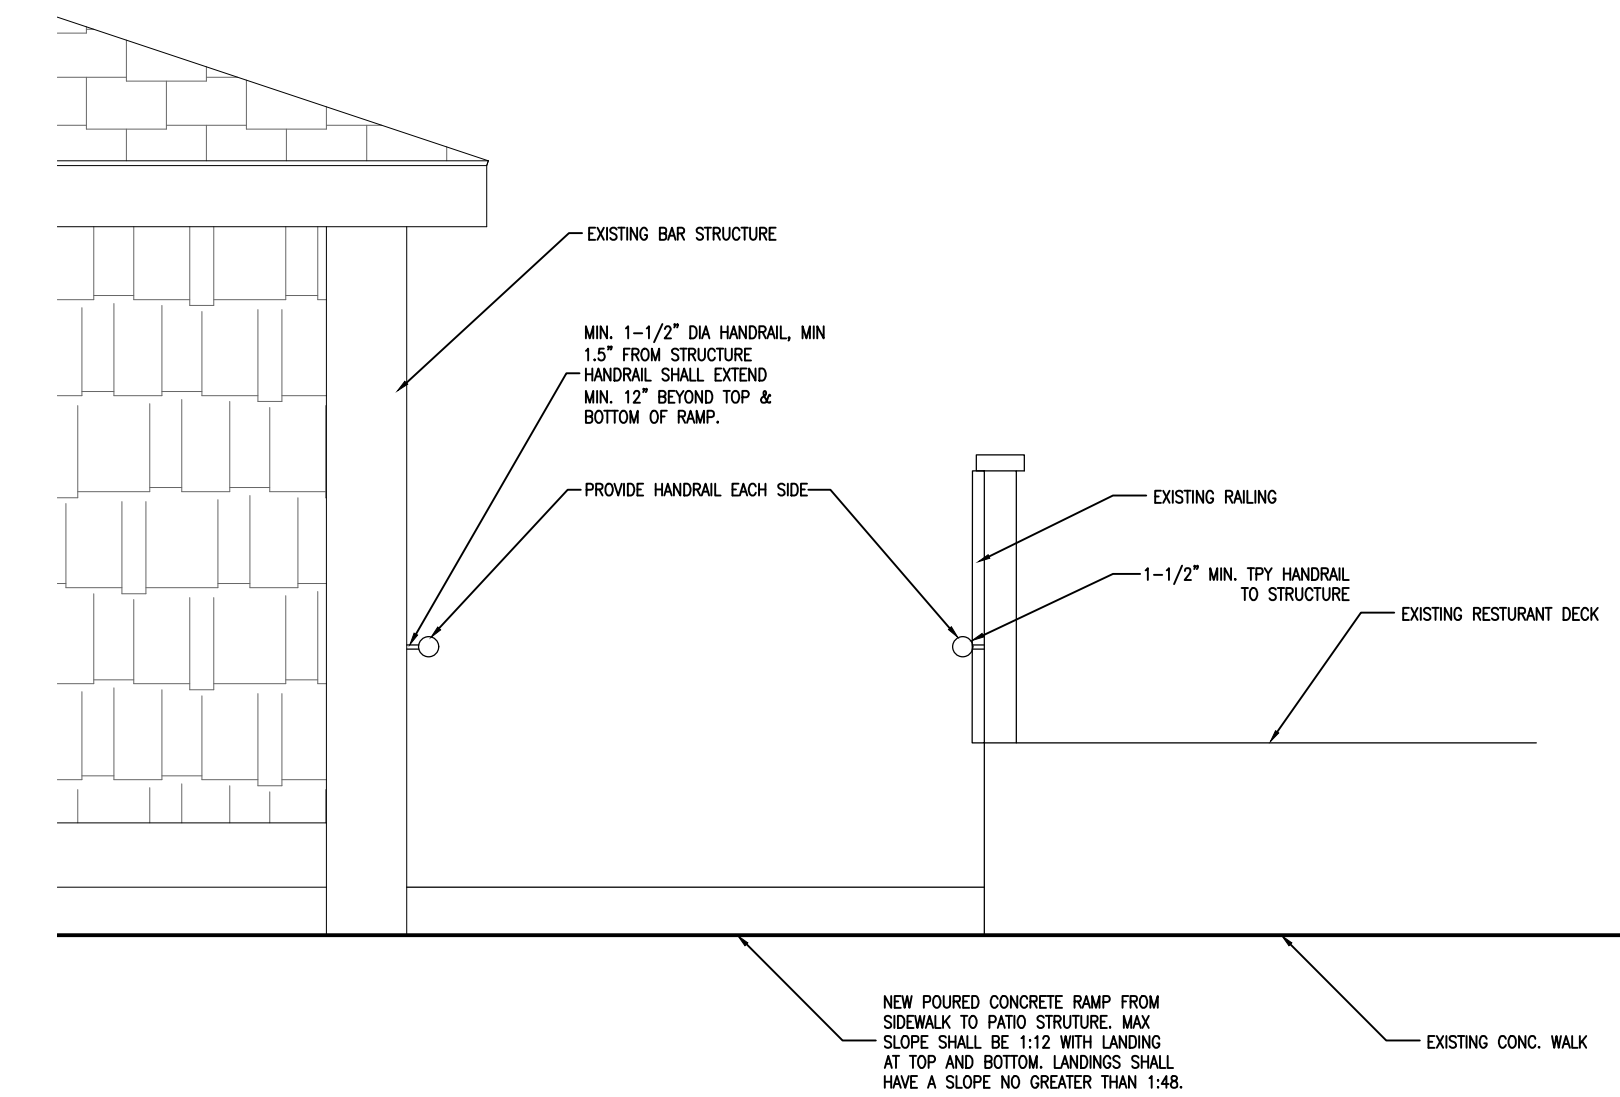 EXISTING BAR STRUCTURE
MIN. 1-1/2" DIA HANDRAIL, MIN
1.5" FROM STRUCTURE
HANDRAIL SHALL EXTEND
MIN. 12" BEYOND TOP &
BOTTOM OF RAMP.
PROVIDE HANDRAIL EACH SIDE
EXISTING RAILING
1-1/2" MIN. TPY HANDRAIL
TO STRUCTURE
EXISTING RESTURANT DECK
NEW POURED CONCRETE RAMP FROM
SIDEWALK TO PATIO STRUTURE. MAX
SLOPE SHALL BE 1:12 WITH LANDING
AT TOP AND BOTTOM. LANDINGS SHALL
HAVE A SLOPE NO GREATER THAN 1:48.
EXISTING CONC. WALK